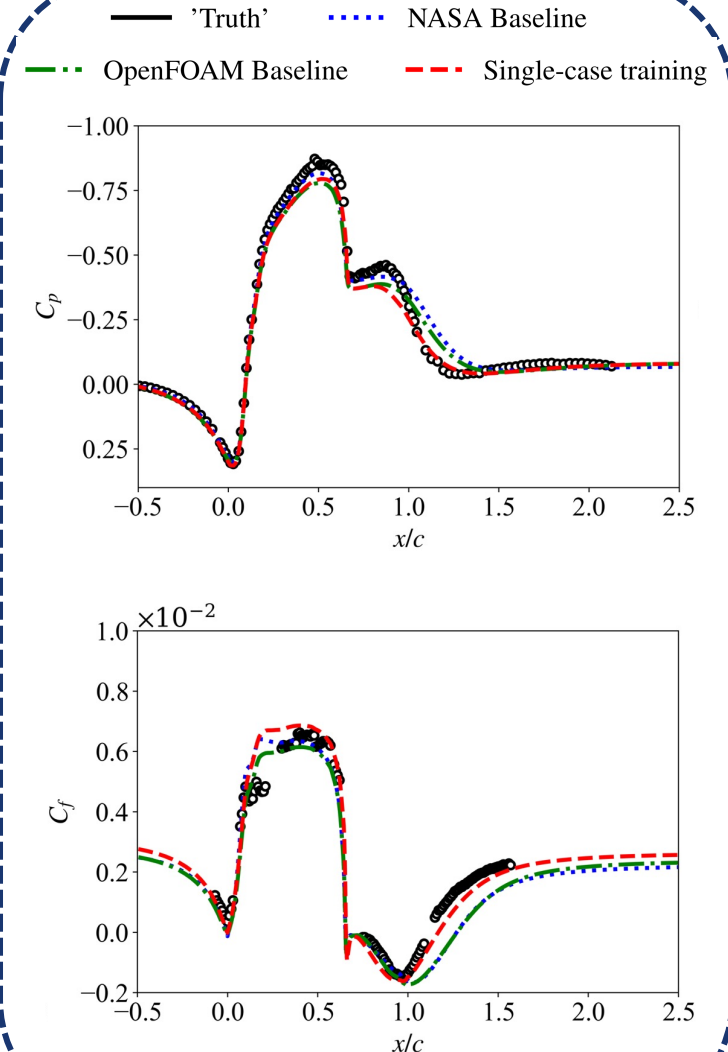 ’Truth’ NASA Baseline
OpenFOAM Baseline Single-case training
−1.00
−0.75
−0.50
−0.25
0.00
0.25
C_p
−0.5 0.0 0.5 1.0 1.5 2.0 2.5
x/c
×10⁻²
1.0
0.8
0.6
0.4
0.2
0.0
−0.2
C_f
−0.5 0.0 0.5 1.0 1.5 2.0 2.5
x/c